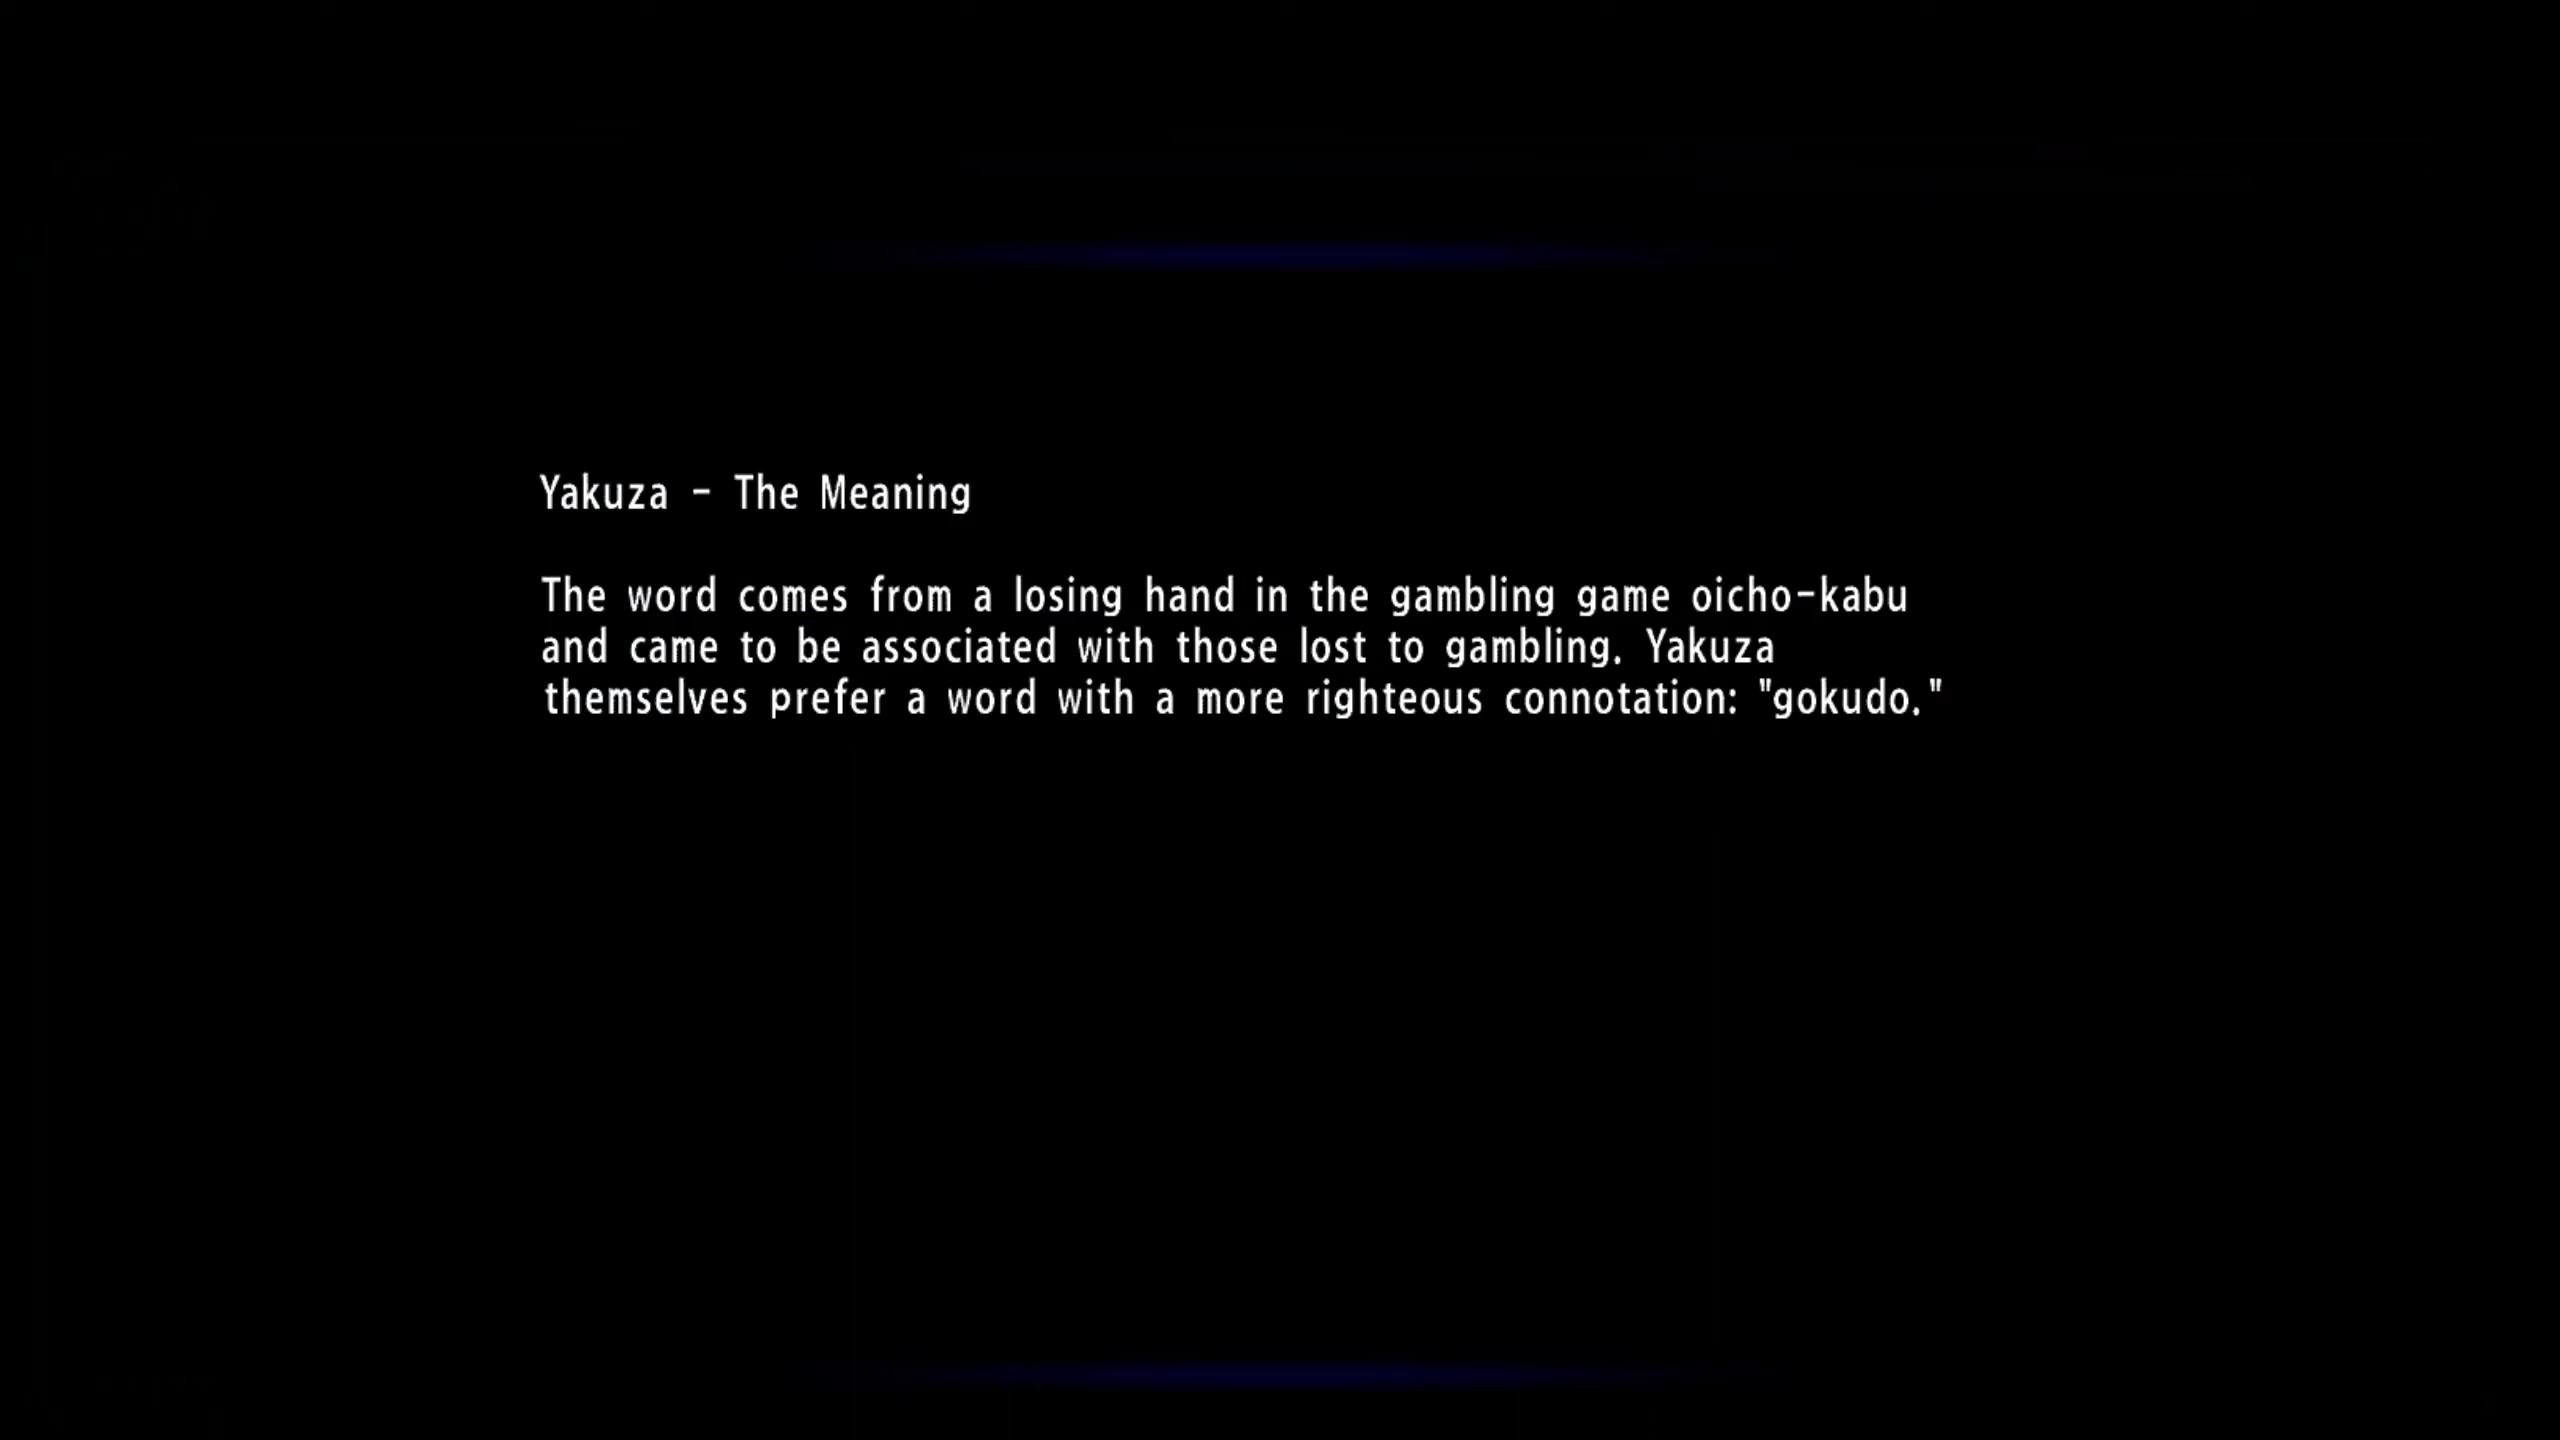 Yakuza - The Meaning
The word comes from a losing hand in the gambling game oicho-kabu
and came to be associated with those lost to gambling. Yakuza
themselves prefer a word with a more righteous connotation: "gokudo."